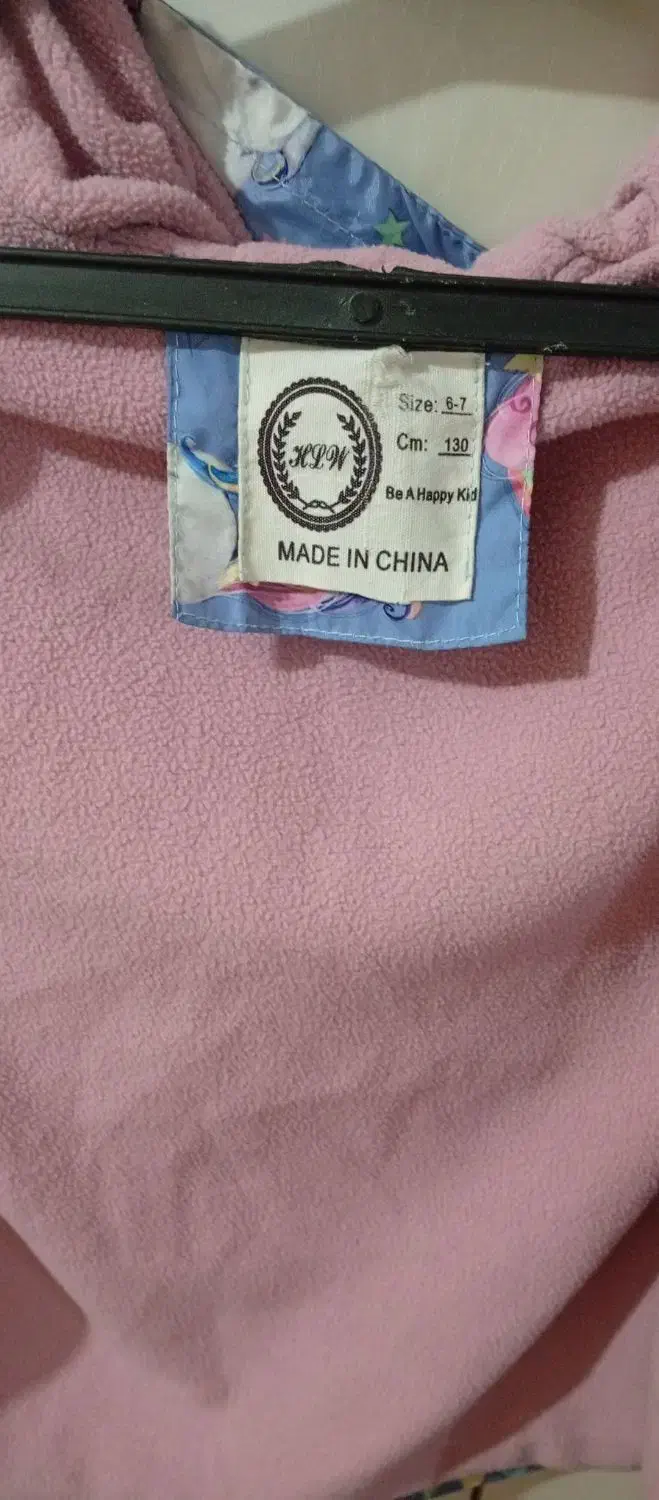 HLW
Size: 6-7
Cm: 130
Be A Happy Kid
MADE IN CHINA